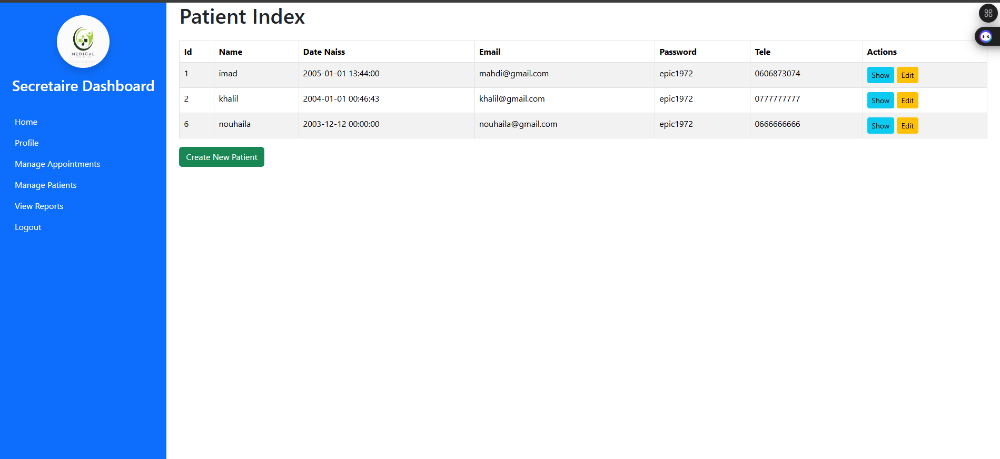 MEDICAL
Secretaire Dashboard
Home
Profile
Manage Appointments
Manage Patients
View Reports
Logout
Patient Index
Id Name Date Naiss Email Password Tele Actions
1 imad 2005-01-01 13:44:00 mahdi@gmail.com epic1972 0606873074 Show Edit
2 khalil 2004-01-01 00:46:43 khalil@gmail.com epic1972 0777777777 Show Edit
6 nouhaila 2003-12-12 00:00:00 nouhaila@gmail.com epic1972 0666666666 Show Edit
Create New Patient